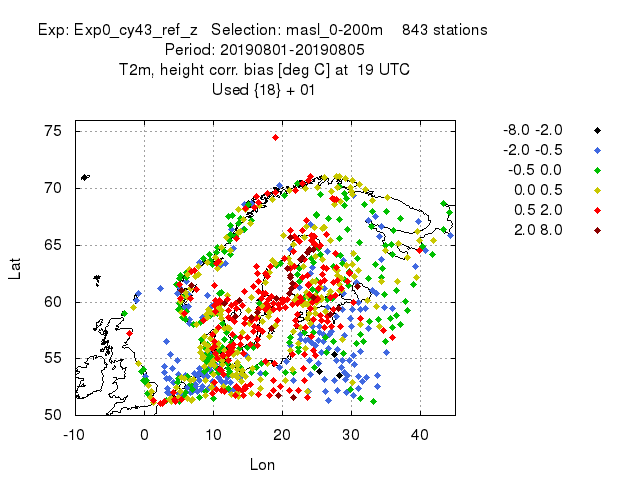 Exp: Exp0_cy43_ref_z   Selection: masl_0-200m    843 stations
Period: 20190801-20190805
T2m, height corr. bias [deg C] at  19 UTC
Used {18} + 01
-8.0 -2.0
-2.0 -0.5
-0.5 0.0
0.0 0.5
0.5 2.0
2.0 8.0
Lat
75
70
65
60
55
50
-10 0 10 20 30 40
Lon